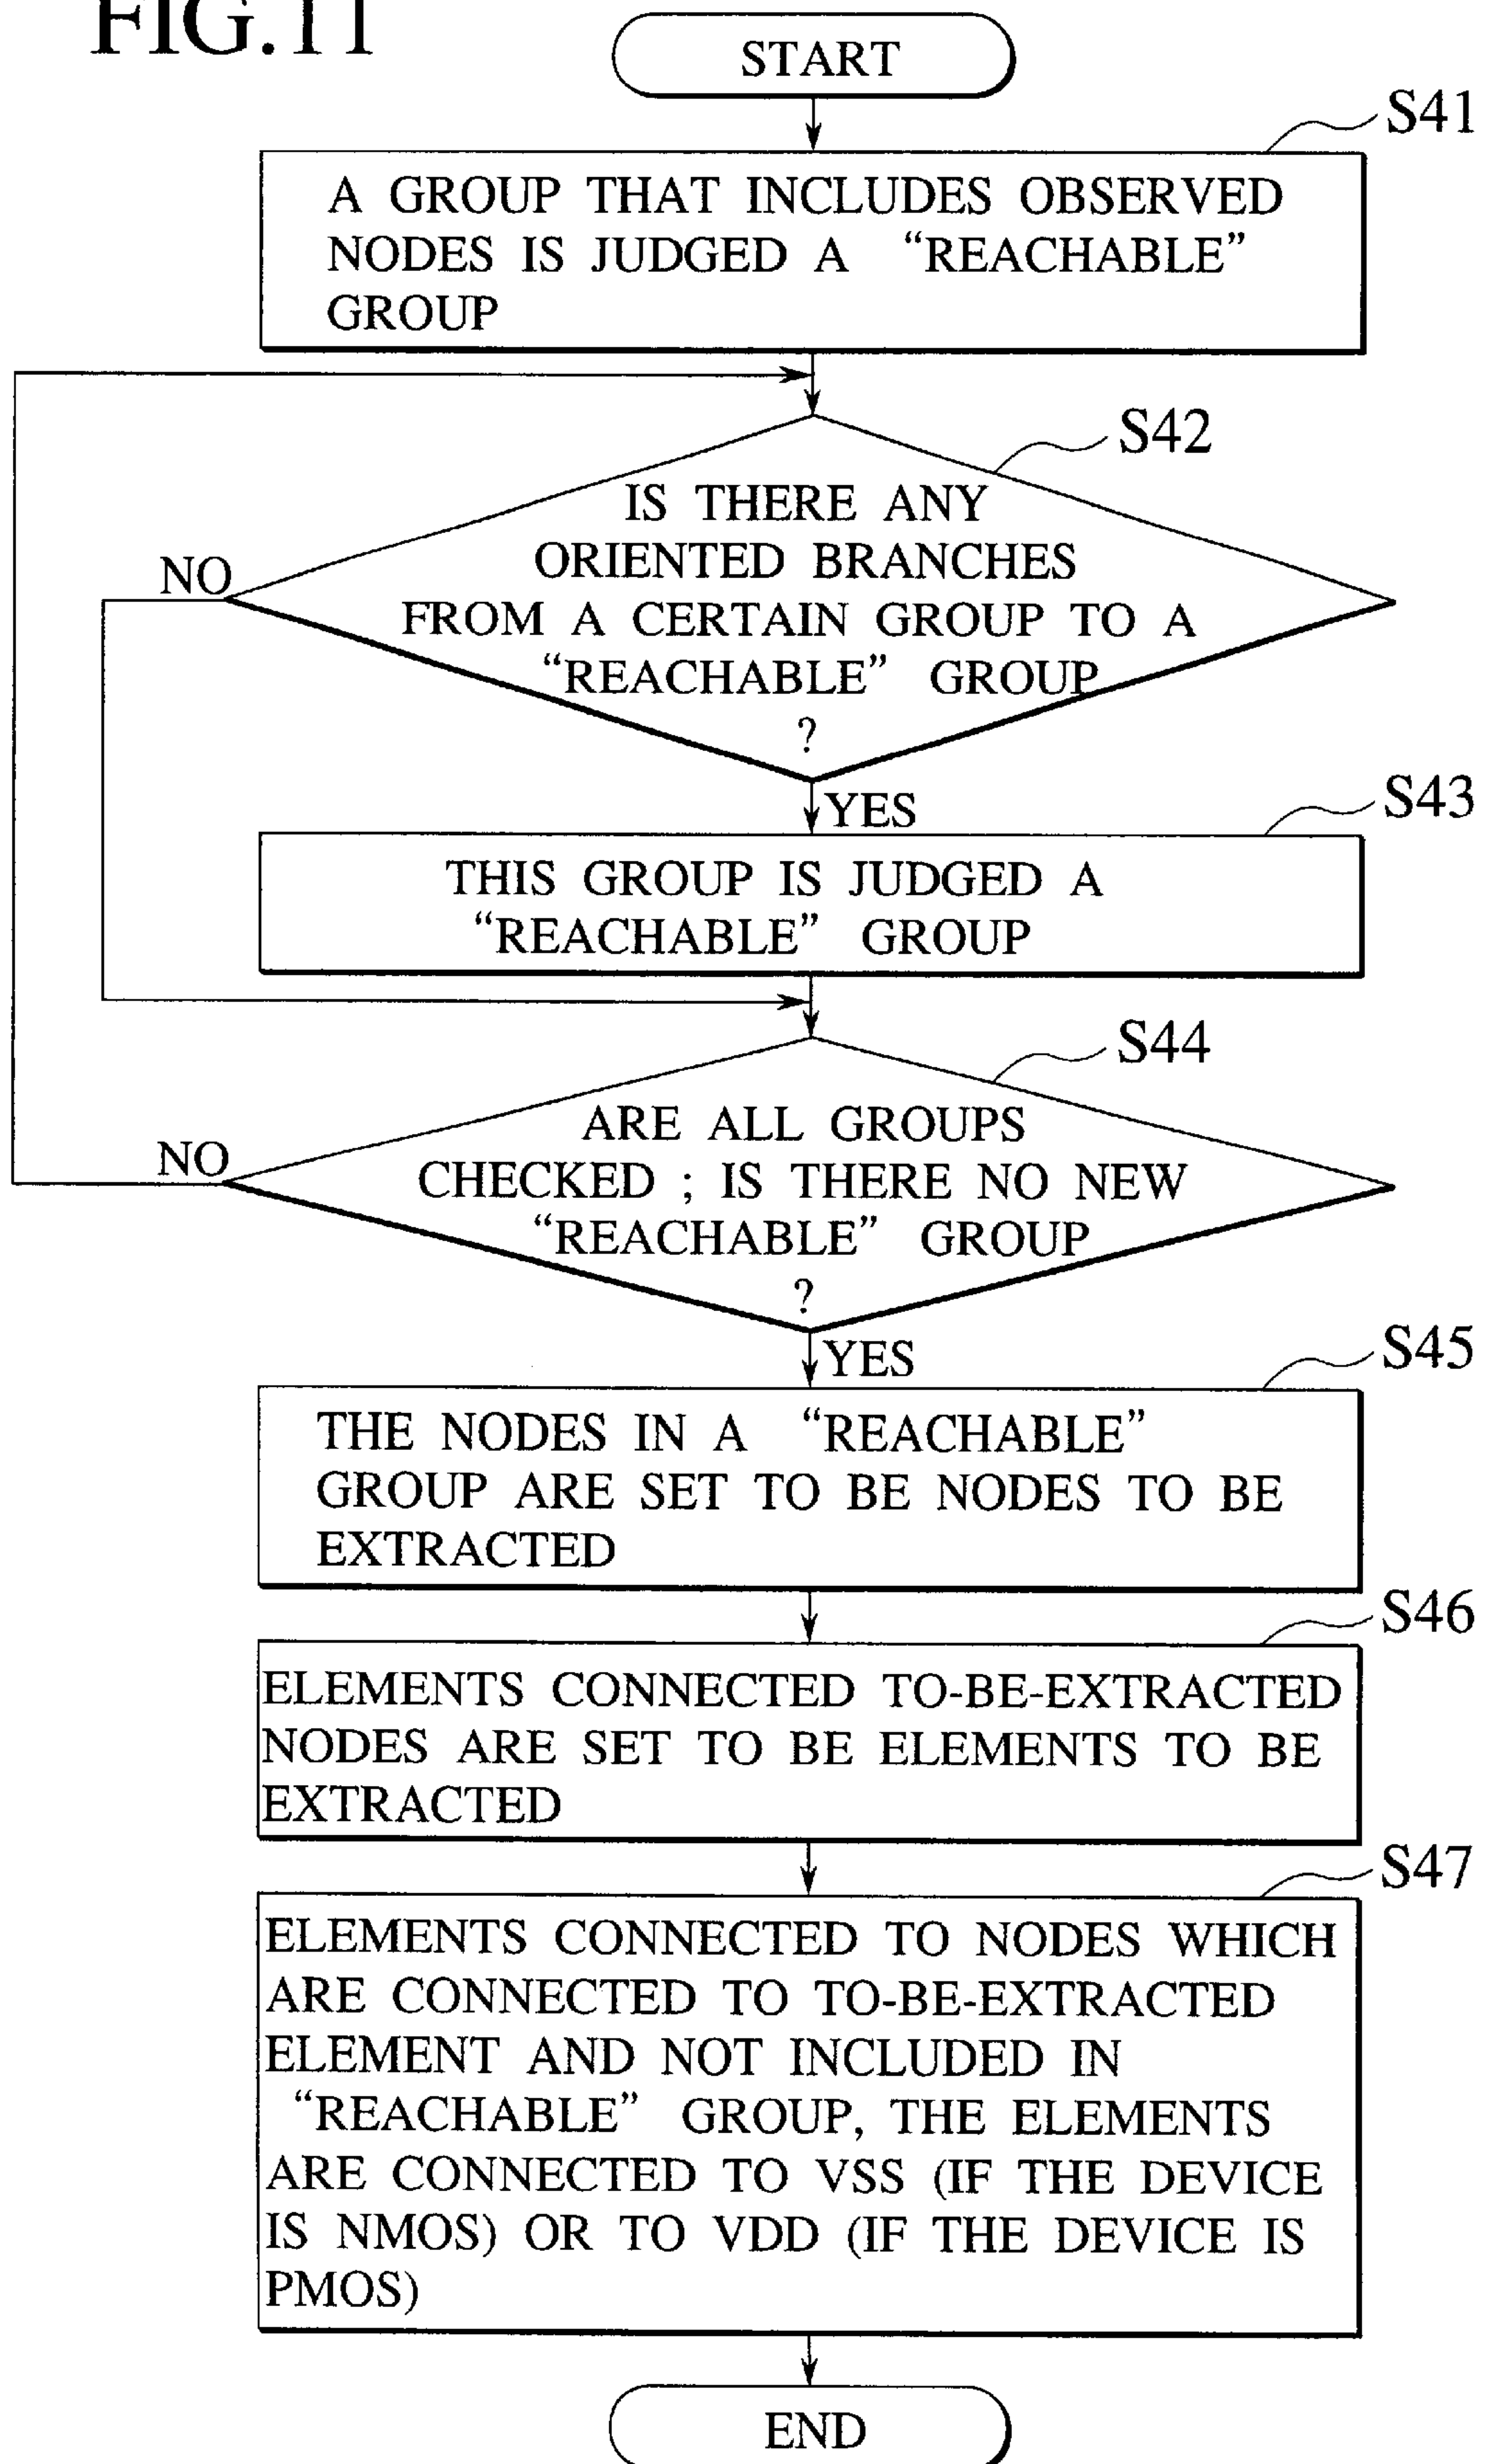 FIG.11
START
S41
A GROUP THAT INCLUDES OBSERVED
NODES IS JUDGED A “REACHABLE”
GROUP
S42
IS THERE ANY
ORIENTED BRANCHES
FROM A CERTAIN GROUP TO A
“REACHABLE” GROUP
?
NO
YES
S43
THIS GROUP IS JUDGED A
“REACHABLE” GROUP
S44
ARE ALL GROUPS
CHECKED ; IS THERE NO NEW
“REACHABLE” GROUP
?
NO
YES
S45
THE NODES IN A “REACHABLE”
GROUP ARE SET TO BE NODES TO BE
EXTRACTED
S46
ELEMENTS CONNECTED TO-BE-EXTRACTED
NODES ARE SET TO BE ELEMENTS TO BE
EXTRACTED
S47
ELEMENTS CONNECTED TO NODES WHICH
ARE CONNECTED TO TO-BE-EXTRACTED
ELEMENT AND NOT INCLUDED IN
“REACHABLE” GROUP, THE ELEMENTS
ARE CONNECTED TO VSS (IF THE DEVICE
IS NMOS) OR TO VDD (IF THE DEVICE IS
PMOS)
END